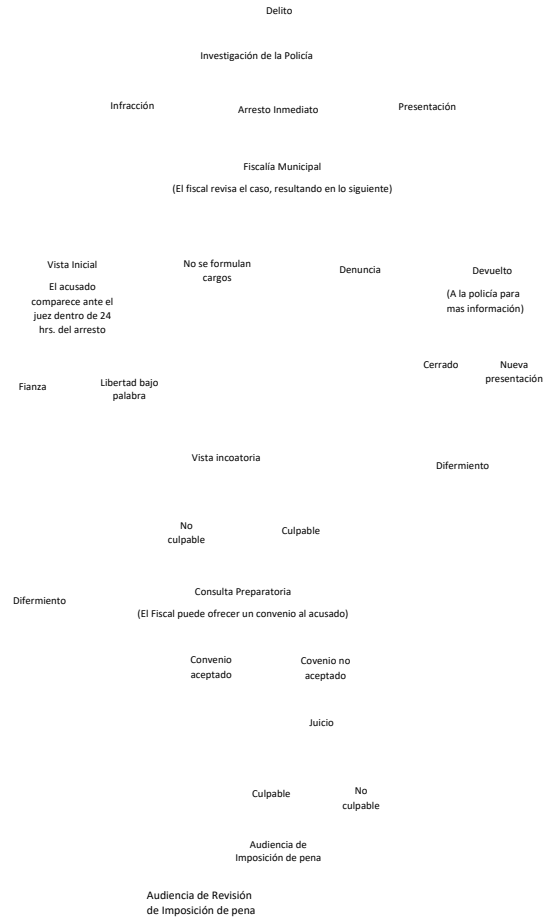 Delito
Investigación de la Policía
Infracción
Arresto Inmediato
Presentación
Fiscalía Municipal
(El fiscal revisa el caso, resultando en lo siguiente)
Vista Inicial
El acusado
comparece ante el
juez dentro de 24
hrs. del arresto
No se formulan
cargos
Denuncia
Devuelto
(A la policía para
mas información)
Cerrado
Nueva
presentación
Fianza
Libertad bajo
palabra
Vista incoatoria
Difermiento
No
culpable
Culpable
Difermiento
Consulta Preparatoria
(El Fiscal puede ofrecer un convenio al acusado)
Convenio
aceptado
Covenio no
aceptado
Juicio
Culpable
No
culpable
Audiencia de
Imposición de pena
Audiencia de Revisión
de Imposición de pena